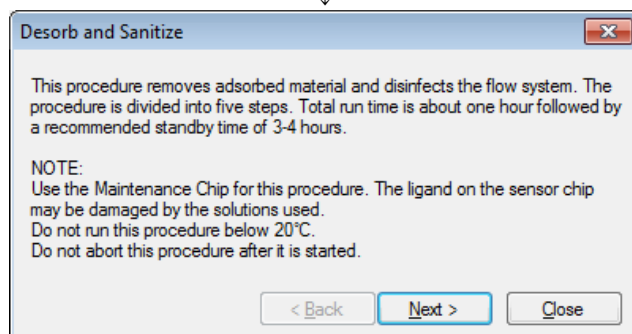 Desorb and Sanitize
This procedure removes adsorbed material and disinfects the flow system. The
procedure is divided into five steps. Total run time is about one hour followed by
a recommended standby time of 3-4 hours.
NOTE:
Use the Maintenance Chip for this procedure. The ligand on the sensor chip
may be damaged by the solutions used.
Do not run this procedure below 20°C.
Do not abort this procedure after it is started.
< Back Next > Close